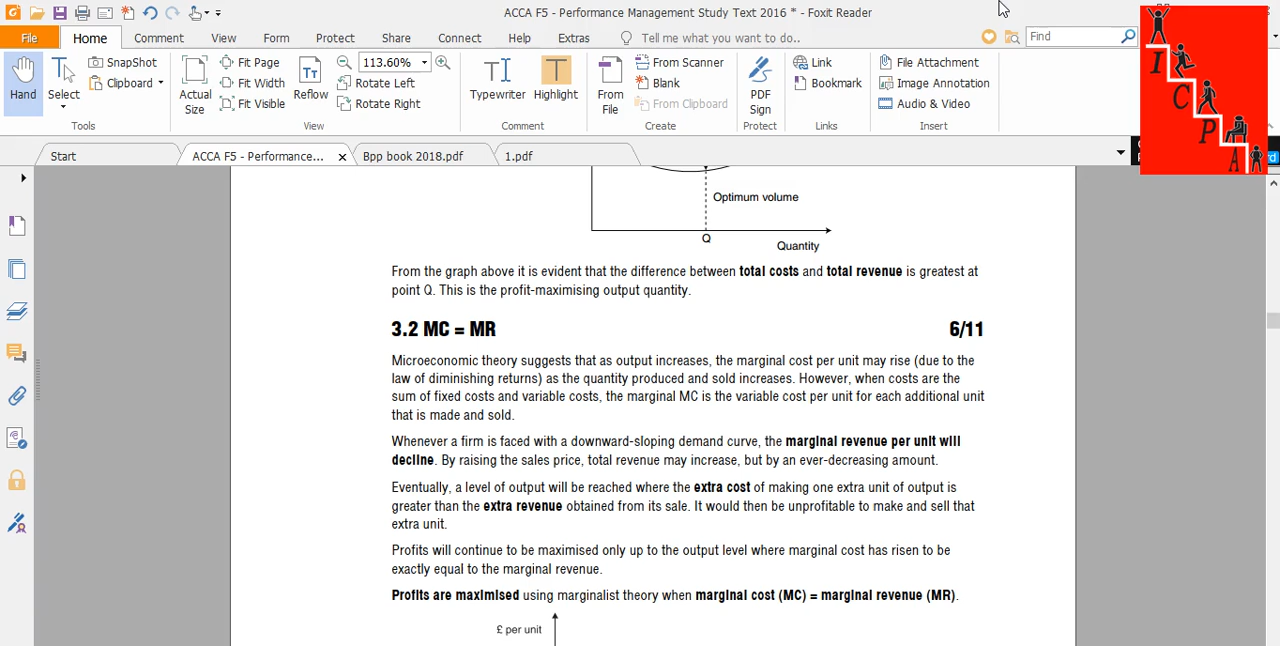 ACCA F5 - Performance Management Study Text 2016 * - Foxit Reader
File Home Comment View Form Protect Share Connect Help Extras Tell me what you want to do.. Find
Hand
Select
SnapShot
Clipboard
Tools
Actual Size
Fit Page
Fit Width
Fit Visible
Reflow
113.60%
Rotate Left
Rotate Right
View
Typewriter
Highlight
Comment
From File
From Scanner
Blank
From Clipboard
Create
PDF Sign
Protect
Link
Bookmark
Links
File Attachment
Image Annotation
Audio & Video
Insert
I
C
P
A
Start ACCA F5 - Performance... Bpp book 2018.pdf 1.pdf
Optimum volume
Q
Quantity
From the graph above it is evident that the difference between total costs and total revenue is greatest at
point Q. This is the profit-maximising output quantity.
3.2 MC = MR 6/11
Microeconomic theory suggests that as output increases, the marginal cost per unit may rise (due to the
law of diminishing returns) as the quantity produced and sold increases. However, when costs are the
sum of fixed costs and variable costs, the marginal MC is the variable cost per unit for each additional unit
that is made and sold.
Whenever a firm is faced with a downward-sloping demand curve, the marginal revenue per unit will
decline. By raising the sales price, total revenue may increase, but by an ever-decreasing amount.
Eventually, a level of output will be reached where the extra cost of making one extra unit of output is
greater than the extra revenue obtained from its sale. It would then be unprofitable to make and sell that
extra unit.
Profits will continue to be maximised only up to the output level where marginal cost has risen to be
exactly equal to the marginal revenue.
Profits are maximised using marginalist theory when marginal cost (MC) = marginal revenue (MR).
£ per unit